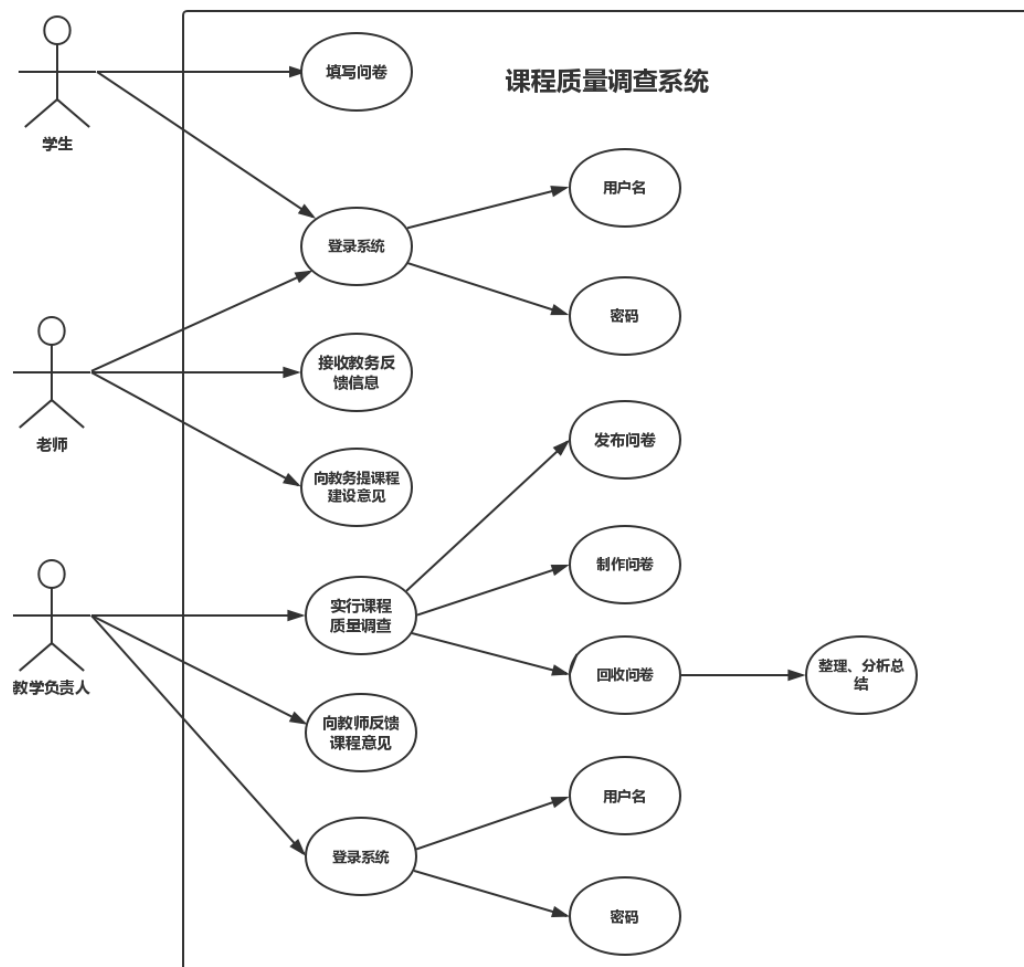 填写问卷
课程质量调查系统
学生
用户名
登录系统
密码
接收教务反
馈信息
老师
发布问卷
向教务提课程
建设意见
制作问卷
实行课程
质量调查
回收问卷
整理、分析总
结
教学负责人
向教师反馈
课程意见
用户名
登录系统
密码